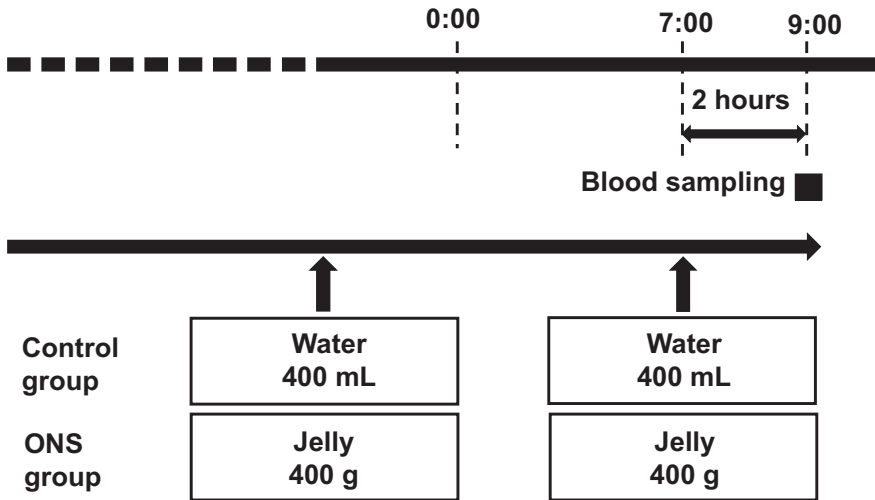 0:00
7:00
9:00
2 hours
Blood sampling
Control
group
Water
400 mL
Water
400 mL
ONS
group
Jelly
400 g
Jelly
400 g